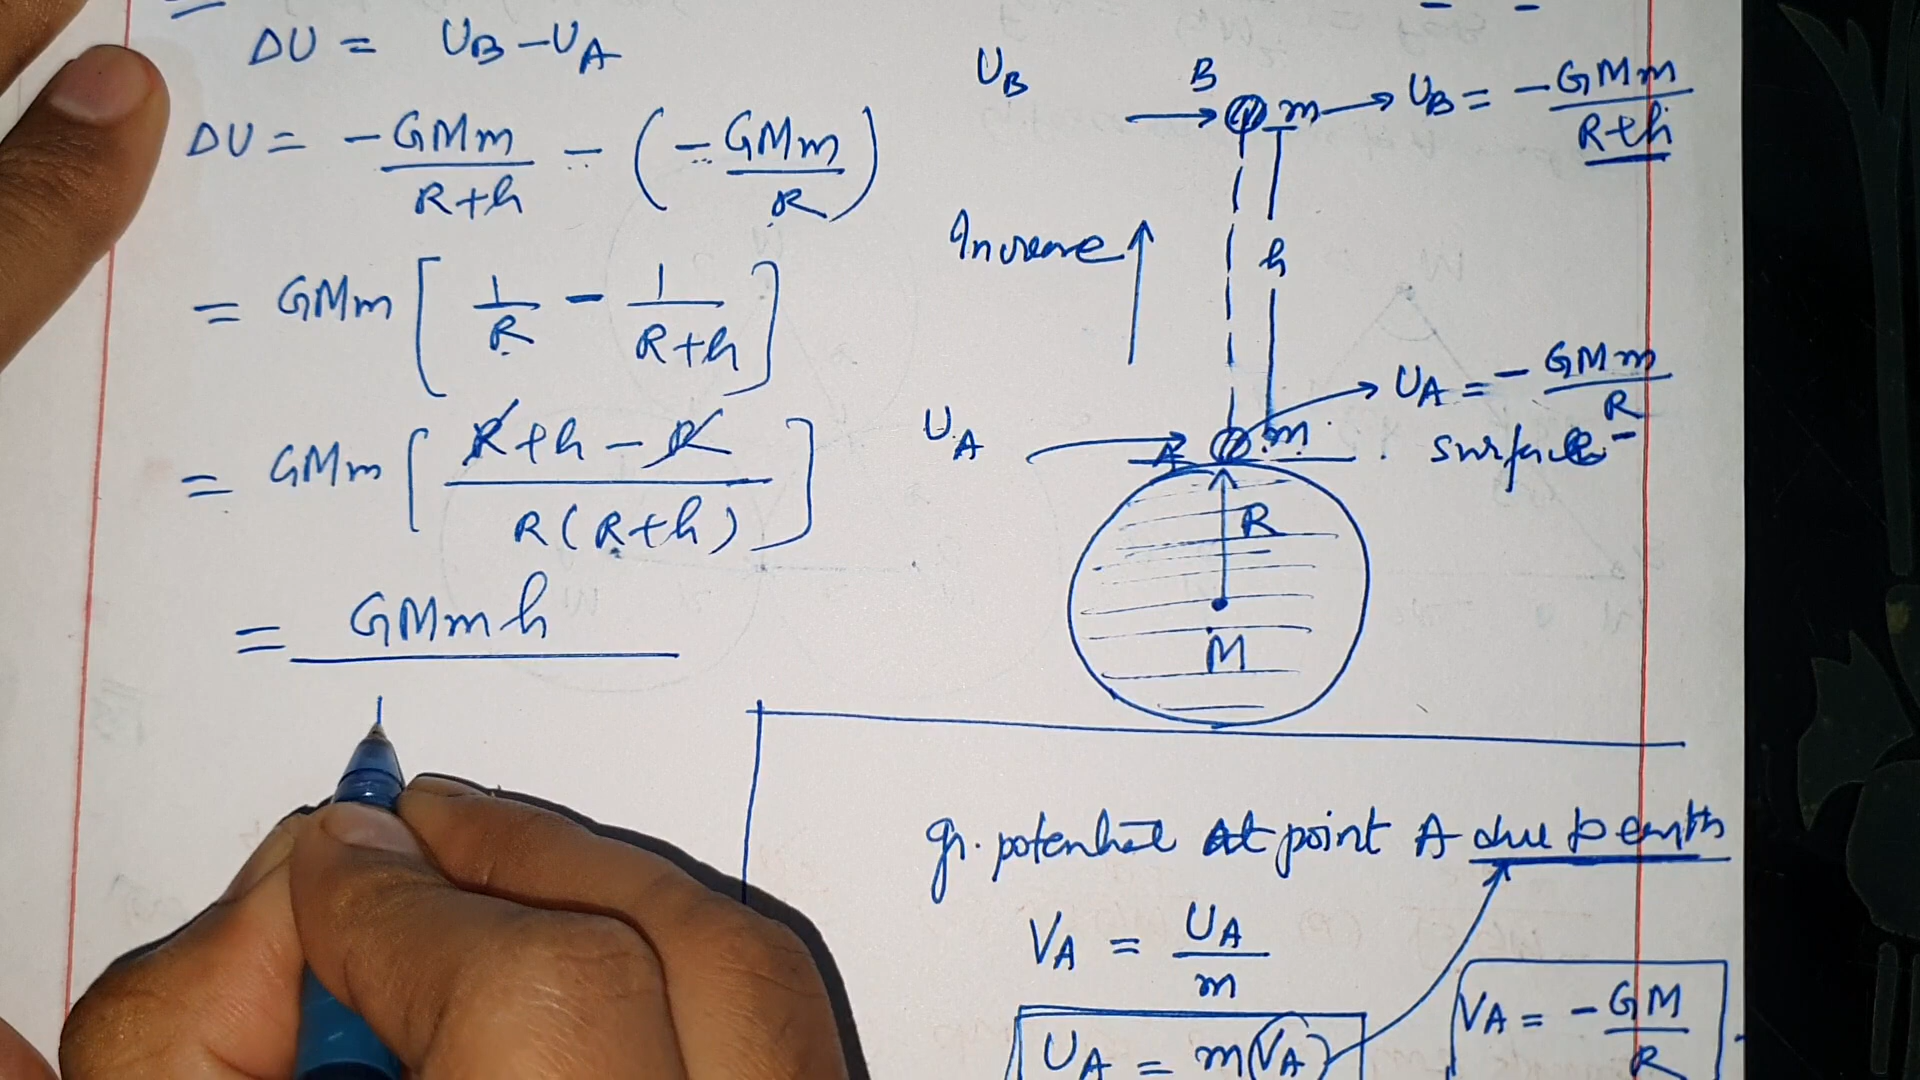 ΔU = U_B - U_A
ΔU = -GMm/(R+h) - (-GMm/R)
= GMm [1/R - 1/(R+h)]
= GMm [(R+h-R)/(R(R+h))]
= GMmh
U_B
B
m → U_B = -GMm/(R+h)
Increase
h
U_A = -GMm/R
U_A
A
m
surface
R
M
gr. potential at point A due to earth
V_A = U_A/m
U_A = m(V_A)
V_A = -GM/R